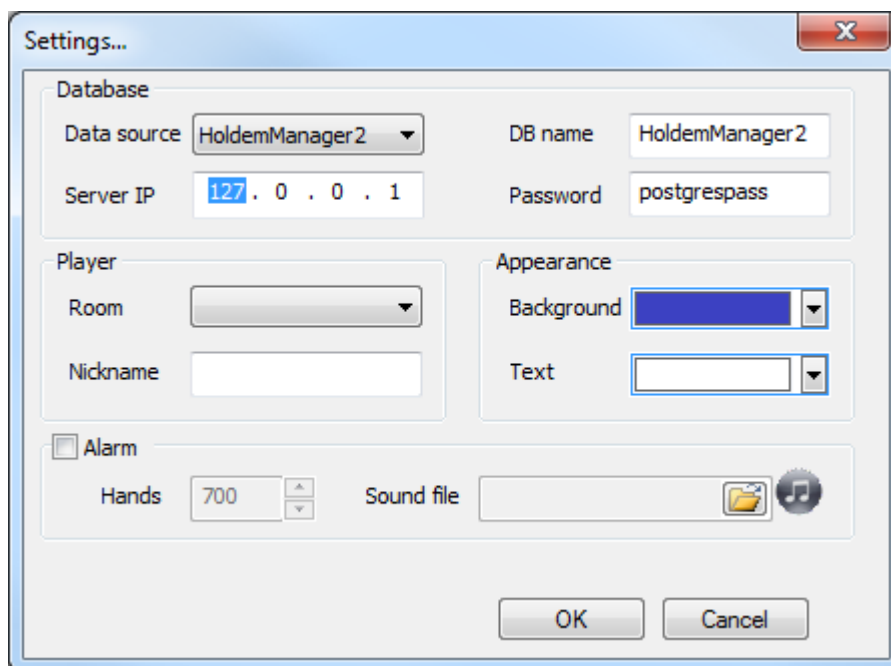 Settings...
Database
Data source HoldemManager2 DB name HoldemManager2
Server IP 127 . 0 . 0 . 1 Password postgrespass
Player Appearance
Room Background
Nickname Text
Alarm
Hands 700 Sound file
OK Cancel